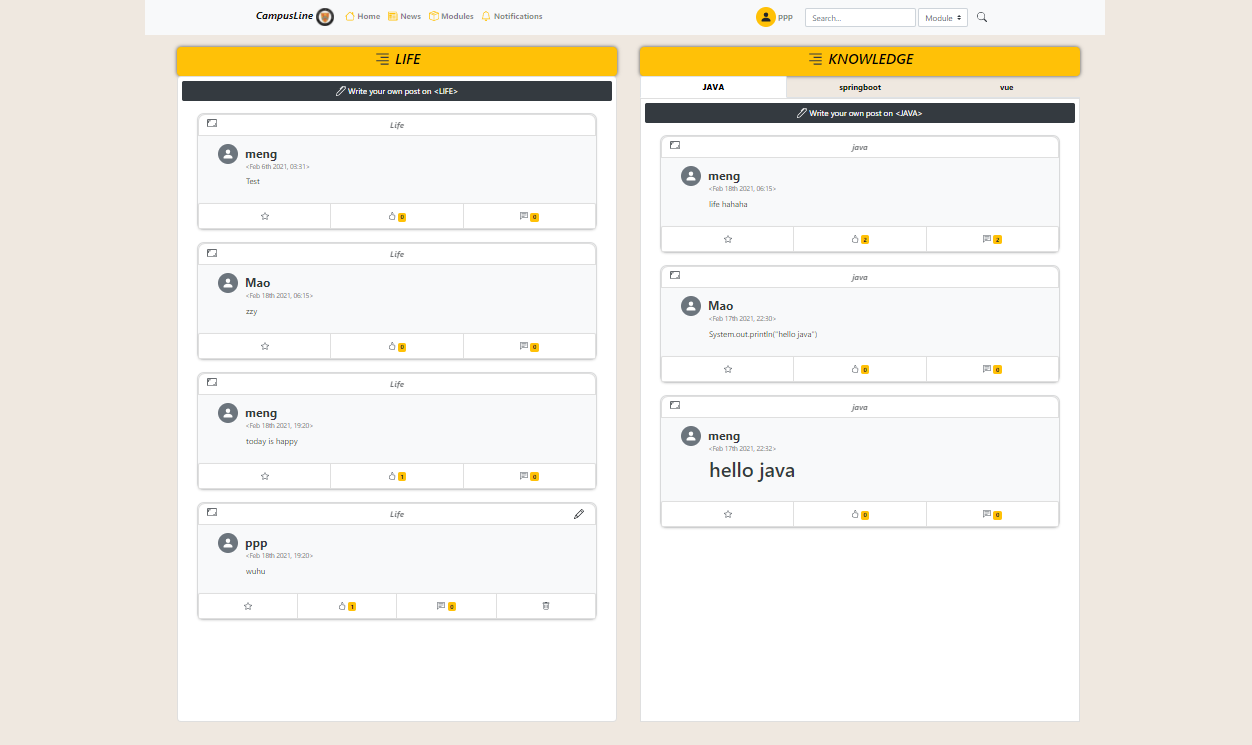 CampusLine Home News Modules Notifications ppp Search... Module
LIFE
Write your own post on <LIFE>
Life
meng
<Feb 6th 2021, 03:31>
Test
0 0
Life
Mao
<Feb 18th 2021, 06:15>
zzy
0 0
Life
meng
<Feb 18th 2021, 19:20>
today is happy
1 0
Life
ppp
<Feb 18th 2021, 19:20>
wuhu
1 0
KNOWLEDGE
JAVA springboot vue
Write your own post on <JAVA>
java
meng
<Feb 18th 2021, 06:15>
life hahaha
2 2
java
Mao
<Feb 17th 2021, 22:30>
System.out.println("hello java")
0 0
java
meng
<Feb 17th 2021, 22:32>
hello java
0 0